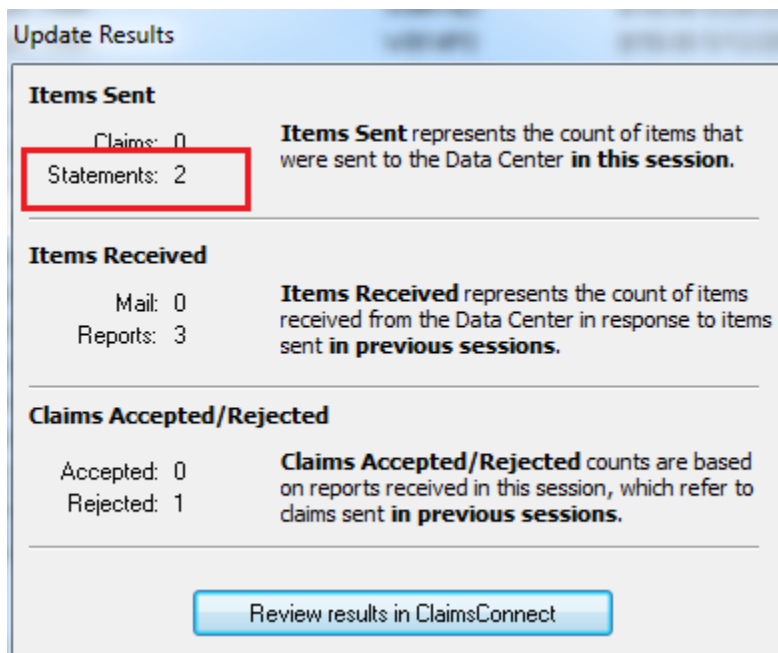 Update Results
Items Sent
Claims: 0
Statements: 2
Items Sent represents the count of items that
were sent to the Data Center in this session.
Items Received
Mail: 0
Reports: 3
Items Received represents the count of items
received from the Data Center in response to items
sent in previous sessions.
Claims Accepted/Rejected
Accepted: 0
Rejected: 1
Claims Accepted/Rejected counts are based
on reports received in this session, which refer to
claims sent in previous sessions.
Review results in ClaimsConnect